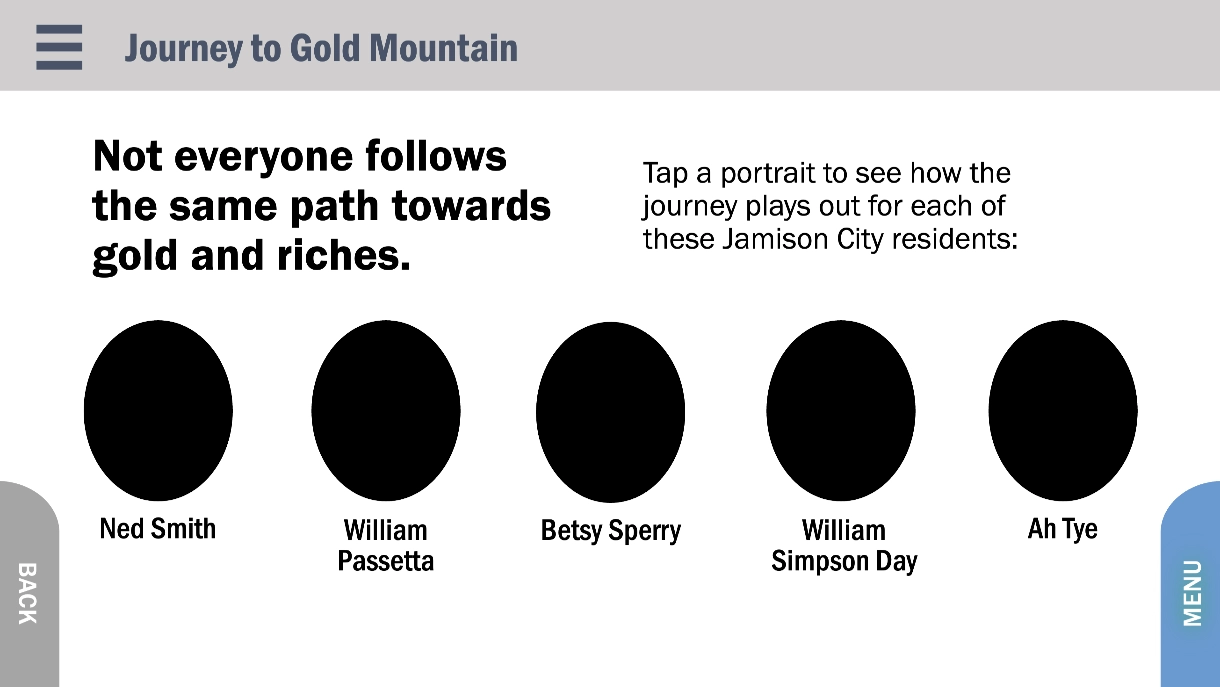 Journey to Gold Mountain
Not everyone follows
the same path towards
gold and riches.
Tap a portrait to see how the
journey plays out for each of
these Jamison City residents:
Ned Smith
William
Passetta
Betsy Sperry
William
Simpson Day
Ah Tye
BACK
MENU